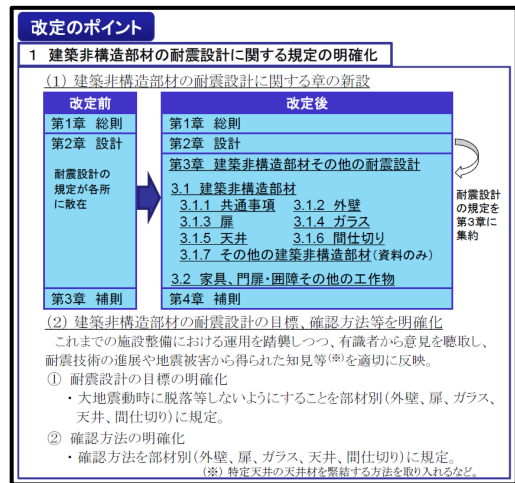 改定のポイント
1 建築非構造部材の耐震設計に関する規定の明確化
(1) 建築非構造部材の耐震設計に関する章の新設
改定前
第1章 総則
第2章 設計
耐震設計の
規定が各所
に散在
第3章 補則
改定後
第1章 総則
第2章 設計
第3章 建築非構造部材その他の耐震設計
3.1 建築非構造部材
3.1.1 共通事項 3.1.2 外壁
3.1.3 扉 3.1.4 ガラス
3.1.5 天井 3.1.6 間仕切り
3.1.7 その他の建築非構造部材(資料のみ)
3.2 家具、門扉・囲障その他の工作物
第4章 補則
耐震設計
の規定を
第3章に
集約
(2) 建築非構造部材の耐震設計の目標、確認方法等を明確化
これまでの施設整備における運用を踏襲しつつ、有識者から意見を聴取し、
耐震技術の進展や地震被害から得られた知見等(※)を適切に反映。
① 耐震設計の目標の明確化
・大地震動時に脱落等しないようにすることを部材別(外壁、扉、ガラス、
天井、間仕切り)に規定。
② 確認方法の明確化
・確認方法を部材別(外壁、扉、ガラス、天井、間仕切り)に規定。
(※) 特定天井の天井材を緊結する方法を取り入れるなど。